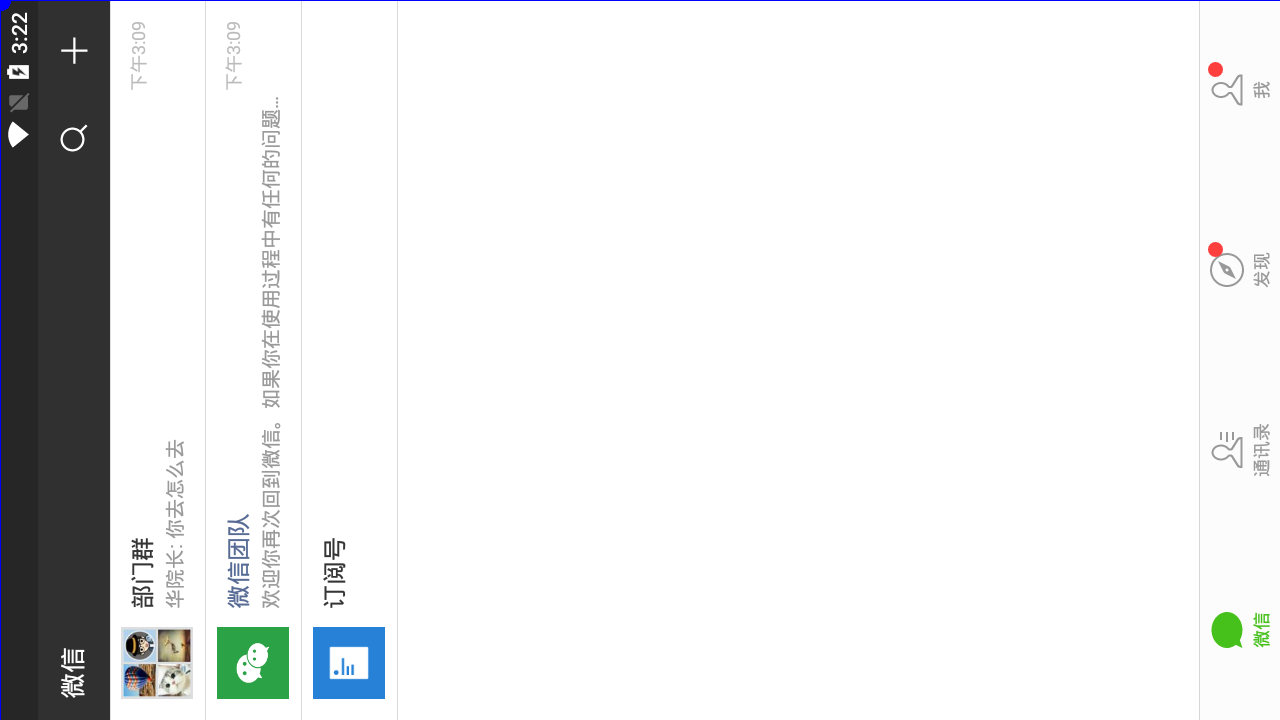 3:22
微信
部门群
下午3:09
华院长: 你去怎么去
微信团队
下午3:09
欢迎你再次回到微信。如果你在使用过程中有任何的问题...
订阅号
微信
通讯录
发现
我